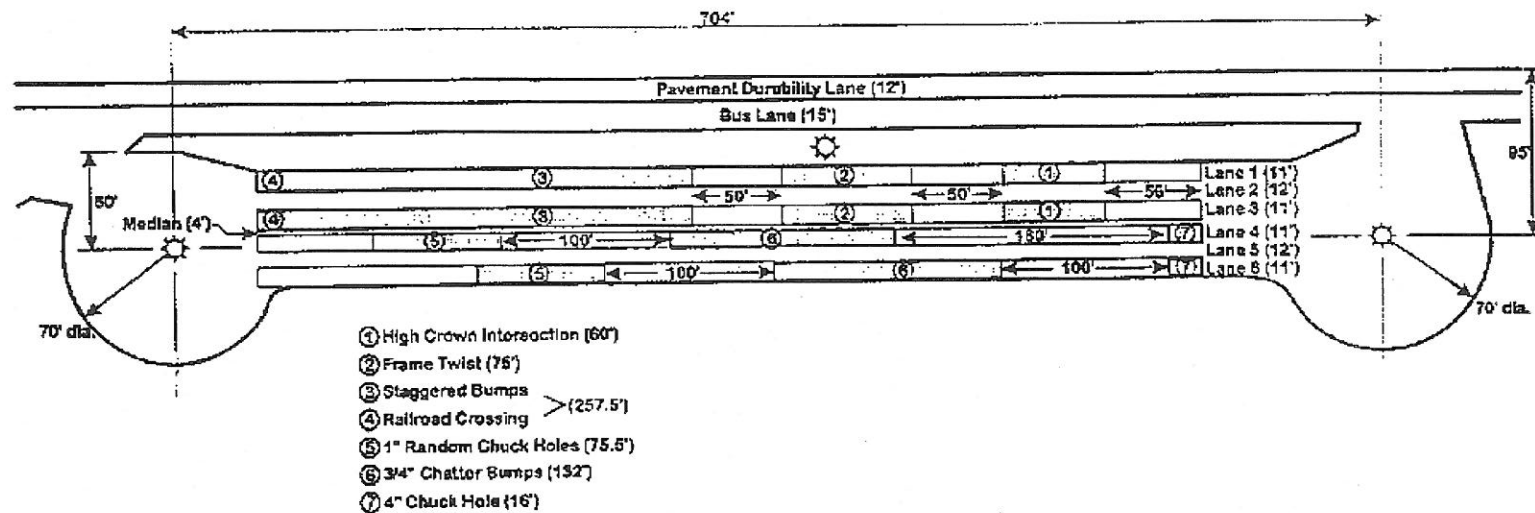 704'
Pavement Durability Lane (12')
Bus Lane (15')
95'
60'
④ ③ ② ① Lane 1 (11')
50' 50' 50' Lane 2 (12')
④ ③ ② ① Lane 3 (11')
Median (4')
⑤ 100' ⑥ 180' ⑦ Lane 4 (11')
Lane 5 (12')
⑤ 100' ⑥ 100' ⑦ Lane 6 (11')
70' dia.
70' dia.
① High Crown Intersection (60')
② Frame Twist (75')
③ Staggered Bumps
④ Railroad Crossing
(257.5')
⑤ 1" Random Chuck Holes (75.5')
⑥ 3/4" Chatter Bumps (132')
⑦ 4" Chuck Hole (16')